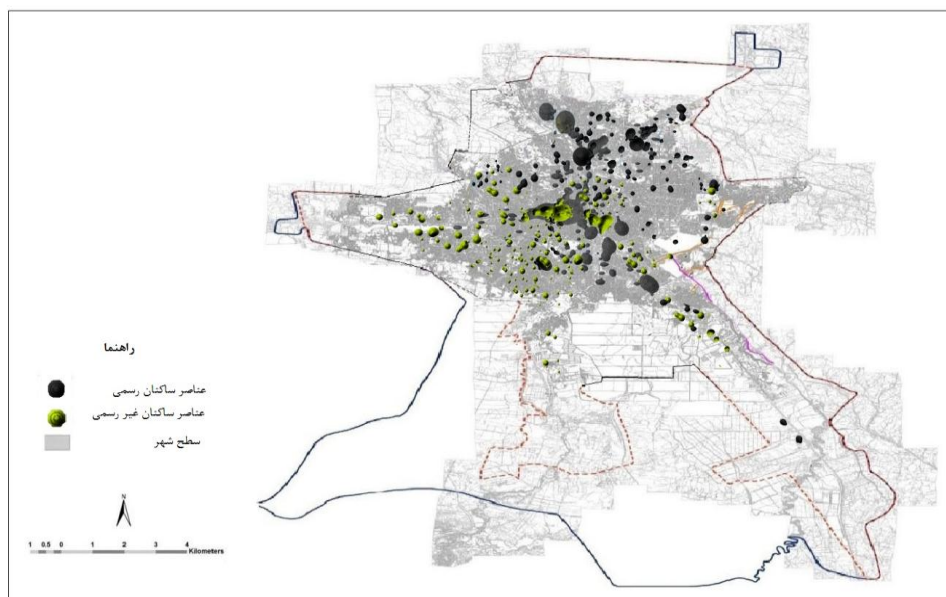 راهنما
عناصر ساکنان رسمی
عناصر ساکنان غیر رسمی
سطح شهر
N
1 0.5 0 1 2 3 4
Kilometers